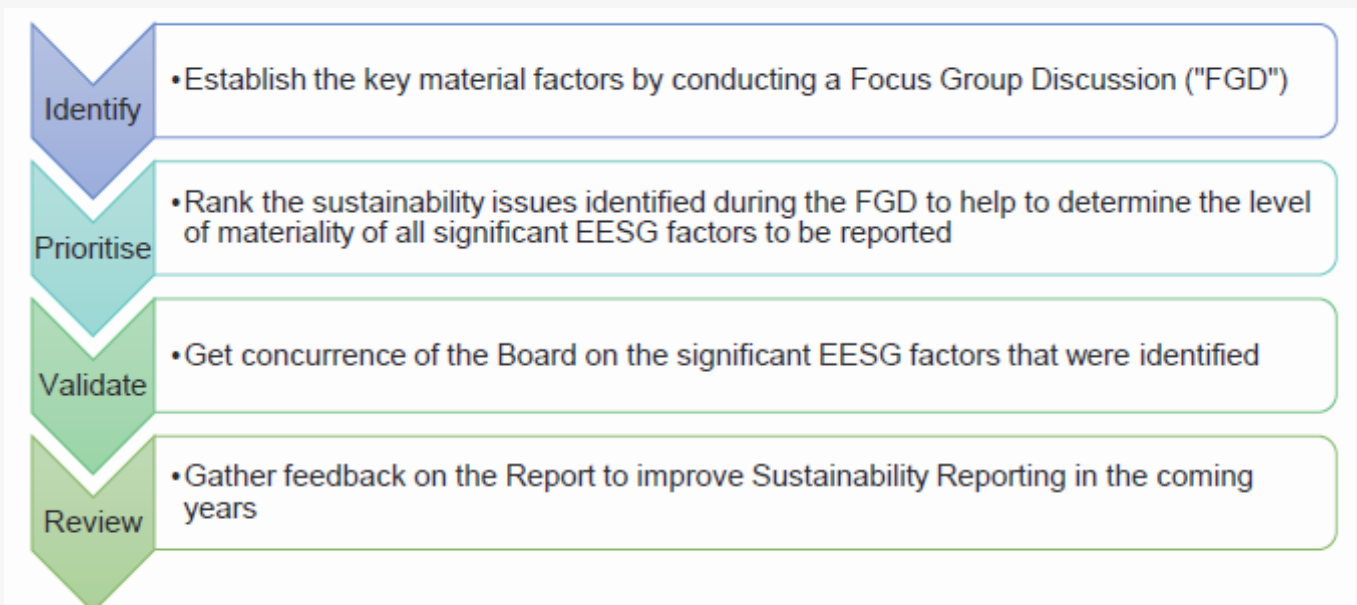 Identify
•Establish the key material factors by conducting a Focus Group Discussion ("FGD")
Prioritise
•Rank the sustainability issues identified during the FGD to help to determine the level
of materiality of all significant EESG factors to be reported
Validate
•Get concurrence of the Board on the significant EESG factors that were identified
Review
•Gather feedback on the Report to improve Sustainability Reporting in the coming
years